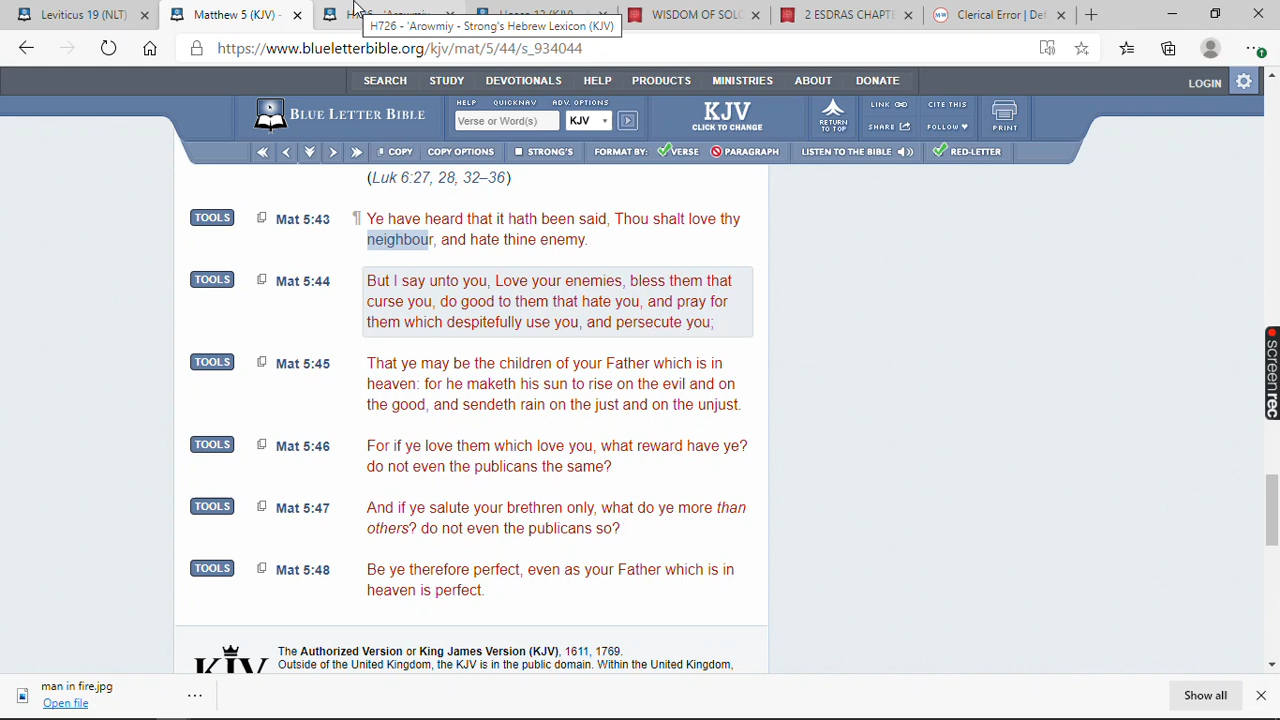 Leviticus 19 (NLT)
Matthew 5 (KJV) -
WISDOM OF SOLO
2 ESDRAS CHAPTE
Clerical Error | Def
H726 - 'Arowmiy - Strong's Hebrew Lexicon (KJV)
https://www.blueletterbible.org/kjv/mat/5/44/s_934044
SEARCH STUDY DEVOTIONALS HELP PRODUCTS MINISTRIES ABOUT DONATE LOGIN
BLUE LETTER BIBLE
HELP QUICKNAV ADV. OPTIONS
Verse or Word(s) KJV
KJV
CLICK TO CHANGE
RETURN
TO TOP
LINK CITE THIS
SHARE FOLLOW
PRINT
COPY COPY OPTIONS STRONG'S FORMAT BY: VERSE PARAGRAPH LISTEN TO THE BIBLE RED-LETTER
(Luk 6:27, 28, 32–36)
TOOLS Mat 5:43 ¶ Ye have heard that it hath been said, Thou shalt love thy
neighbour, and hate thine enemy.
TOOLS Mat 5:44 But I say unto you, Love your enemies, bless them that
curse you, do good to them that hate you, and pray for
them which despitefully use you, and persecute you;
TOOLS Mat 5:45 That ye may be the children of your Father which is in
heaven: for he maketh his sun to rise on the evil and on
the good, and sendeth rain on the just and on the unjust.
TOOLS Mat 5:46 For if ye love them which love you, what reward have ye?
do not even the publicans the same?
TOOLS Mat 5:47 And if ye salute your brethren only, what do ye more than
others? do not even the publicans so?
TOOLS Mat 5:48 Be ye therefore perfect, even as your Father which is in
heaven is perfect.
KJV
The Authorized Version or King James Version (KJV), 1611, 1769.
Outside of the United Kingdom, the KJV is in the public domain. Within the United Kingdom,
screenrec
man in fire.jpg
Open file
Show all